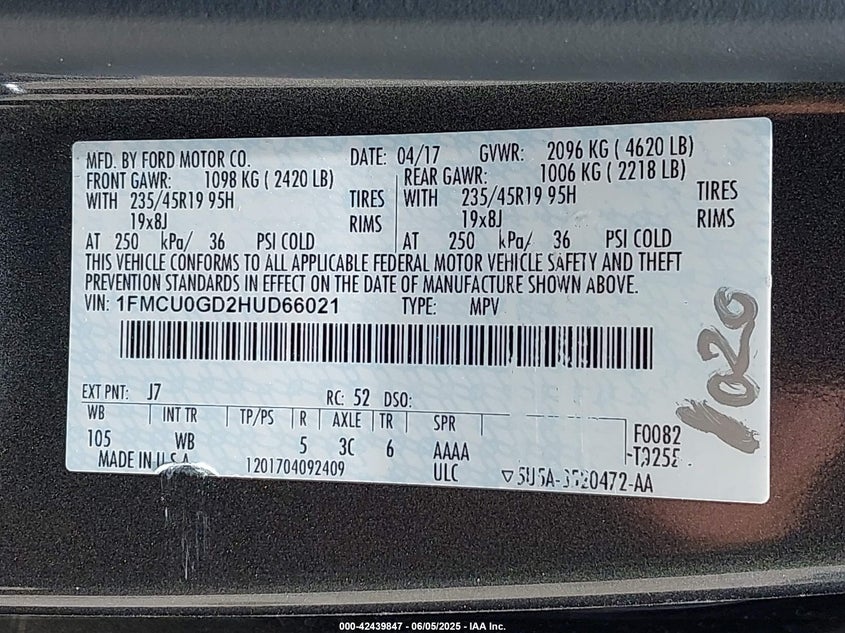 MFD. BY FORD MOTOR CO. DATE: 04/17 GVWR: 2096 KG ( 4620 LB)
FRONT GAWR: 1098 KG ( 2420 LB) REAR GAWR: 1006 KG ( 2218 LB)
WITH 235/45R19 95H TIRES WITH 235/45R19 95H TIRES
19x8J RIMS 19x8J RIMS
AT 250 kPa/ 36 PSI COLD AT 250 kPa/ 36 PSI COLD
THIS VEHICLE CONFORMS TO ALL APPLICABLE FEDERAL MOTOR VEHICLE SAFETY AND THEFT
PREVENTION STANDARDS IN EFFECT ON THE DATE OF MANUFACTURE SHOWN ABOVE.
VIN: 1FMCU0GD2HUD66021 TYPE: MPV
1020
EXT PNT: J7 RC: 52 DSO:
WB INT TR TP/PS R AXLE TR SPR
105 WB 5 3C 6 AAAA F0082
MADE IN U.S.A. 1201704092409 ULC
000-42439847 - 06/05/2025 - IAA Inc.